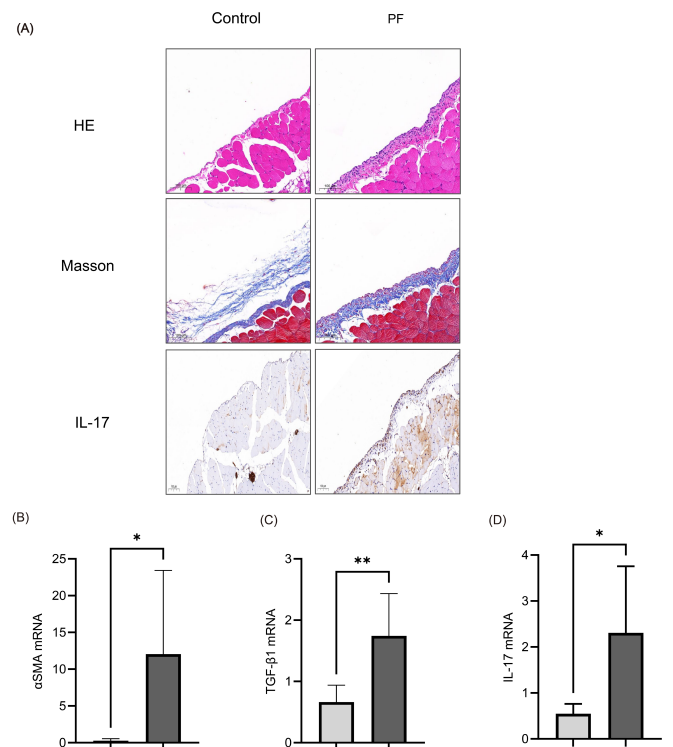 Control PF
(A)
HE
Masson
IL-17
(B) (C) (D)
* ** *
αSMA mRNA
25
20
15
10
5
0
TGF-β1 mRNA
3
2
1
0
IL-17 mRNA
4
3
2
1
0